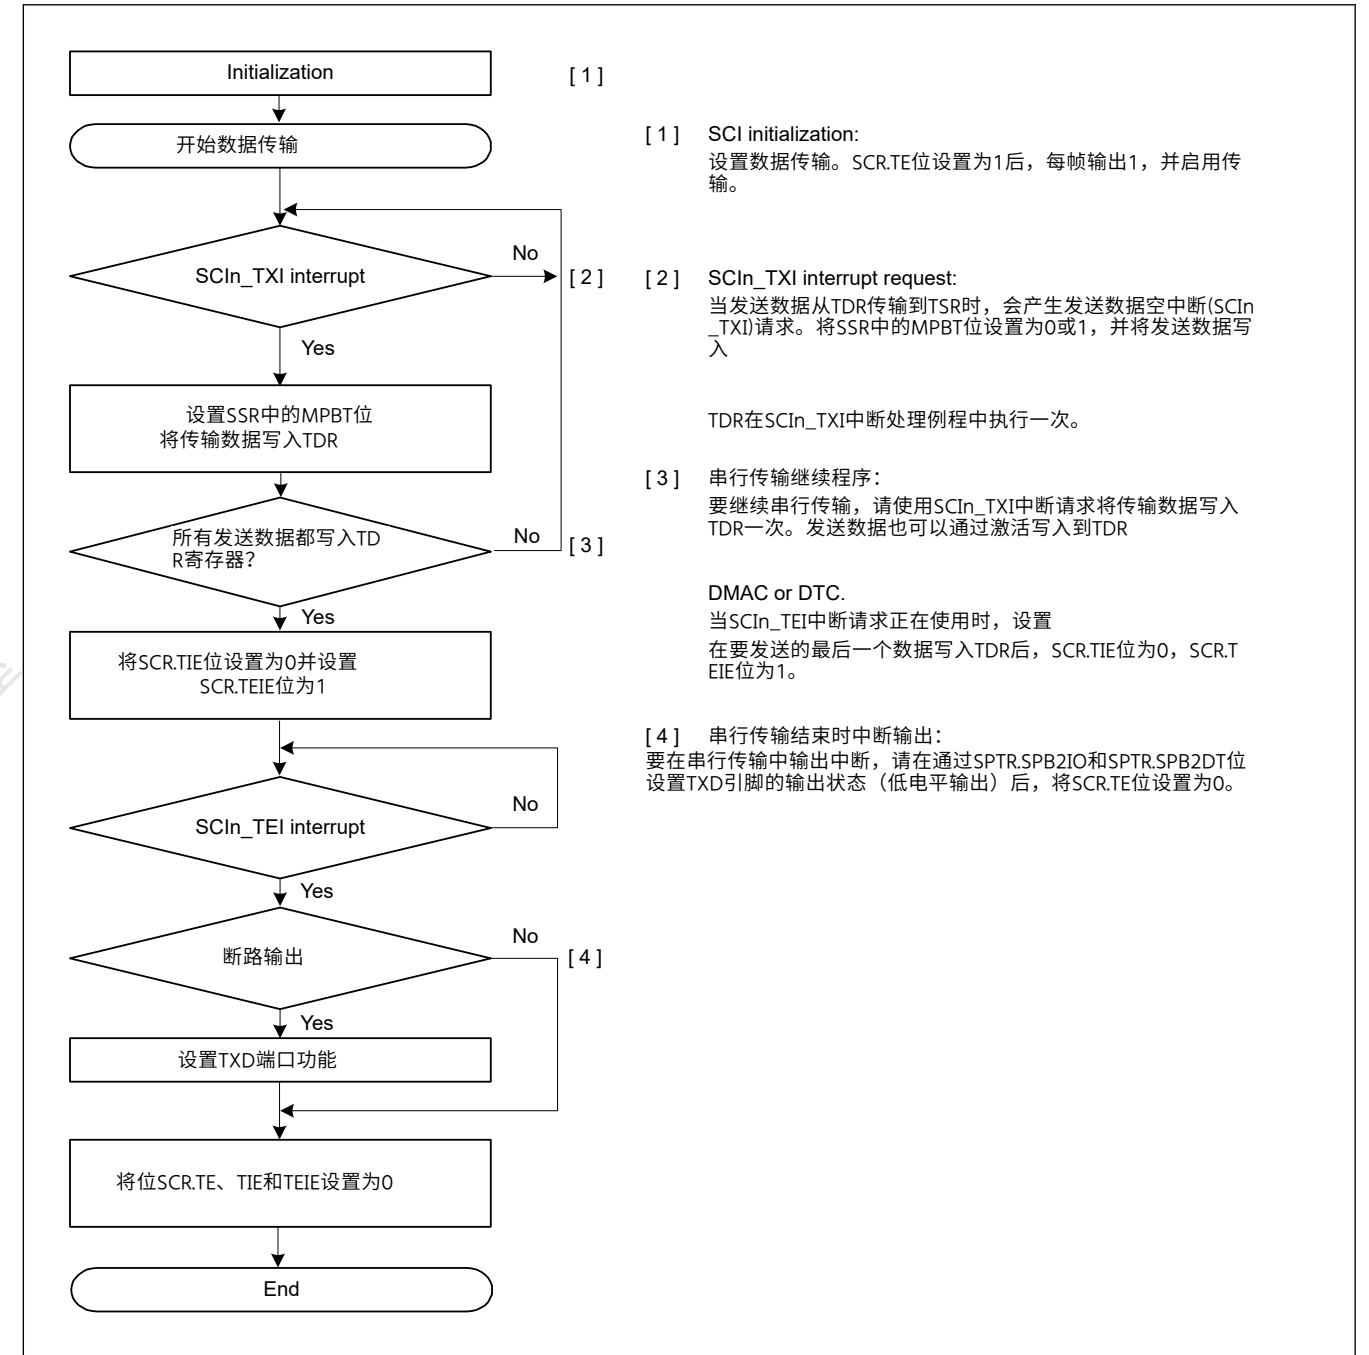 Initialization
[ 1 ]
开始数据传输
SCIn_TXI interrupt
No
[ 2 ]
Yes
设置SSR中的MPBT位
将传输数据写入TDR
所有发送数据都写入TD
R寄存器？
No
[ 3 ]
Yes
将SCR.TIE位设置为0并设置
SCR.TEIE位为1
SCIn_TEI interrupt
No
Yes
断路输出
No
[ 4 ]
Yes
设置TXD端口功能
将位SCR.TE、TIE和TEIE设置为0
End
[ 1 ] SCI initialization:
设置数据传输。SCR.TE位设置为1后，每帧输出1，并启用传
输。
[ 2 ] SCIn_TXI interrupt request:
当发送数据从TDR传输到TSR时，会产生发送数据空中断(SCIn
_TXI)请求。将SSR中的MPBT位设置为0或1，并将发送数据写
入
TDR在SCIn_TXI中断处理例程中执行一次。
[ 3 ] 串行传输继续程序：
要继续串行传输，请使用SCIn_TXI中断请求将传输数据写入
TDR一次。发送数据也可以通过激活写入到TDR
DMAC or DTC.
当SCIn_TEI中断请求正在使用时，设置
在要发送的最后一个数据写入TDR后，SCR.TIE位为0，SCR.T
EIE位为1。
[ 4 ] 串行传输结束时中断输出：
要在串行传输中输出中断，请在通过SPTR.SPB2IO和SPTR.SPB2DT位
设置TXD引脚的输出状态（低电平输出）后，将SCR.TE位设置为0。